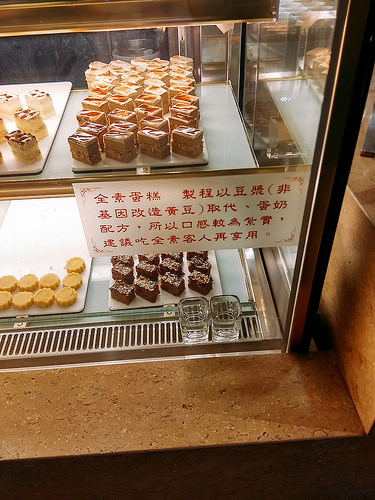 全素蛋糕 製程以豆漿(非
基因改造黃豆)取代、蛋奶
配方，所以口感較為紮實，
建議吃全素客人再享用。